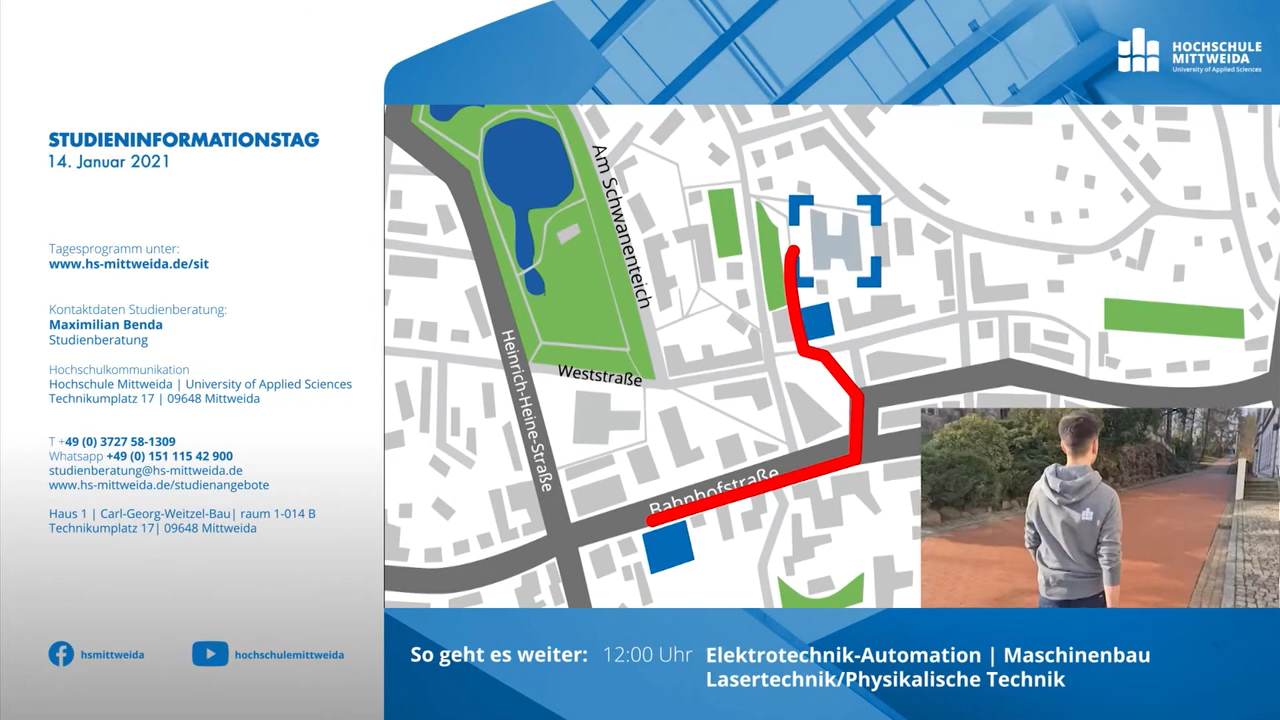 HOCHSCHULE
MITTWEIDA
University of Applied Sciences
STUDIENINFORMATIONSTAG
14. Januar 2021
Tagesprogramm unter:
www.hs-mittweida.de/sit
Kontaktdaten Studienberatung:
Maximilian Benda
Studienberatung
Hochschulkommunikation
Hochschule Mittweida | University of Applied Sciences
Technikumplatz 17 | 09648 Mittweida
T +49 (0) 3727 58-1309
Whatsapp +49 (0) 151 115 42 900
studienberatung@hs-mittweida.de
www.hs-mittweida.de/studienangebote
Haus 1 | Carl-Georg-Weitzel-Bau| raum 1-014 B
Technikumplatz 17| 09648 Mittweida
hsmittweida
hochschulemittweida
Am Schwanenteich
Heinrich-Heine-Straße
Weststraße
Bahnhofstraße
So geht es weiter: 12:00 Uhr Elektrotechnik-Automation | Maschinenbau
Lasertechnik/Physikalische Technik